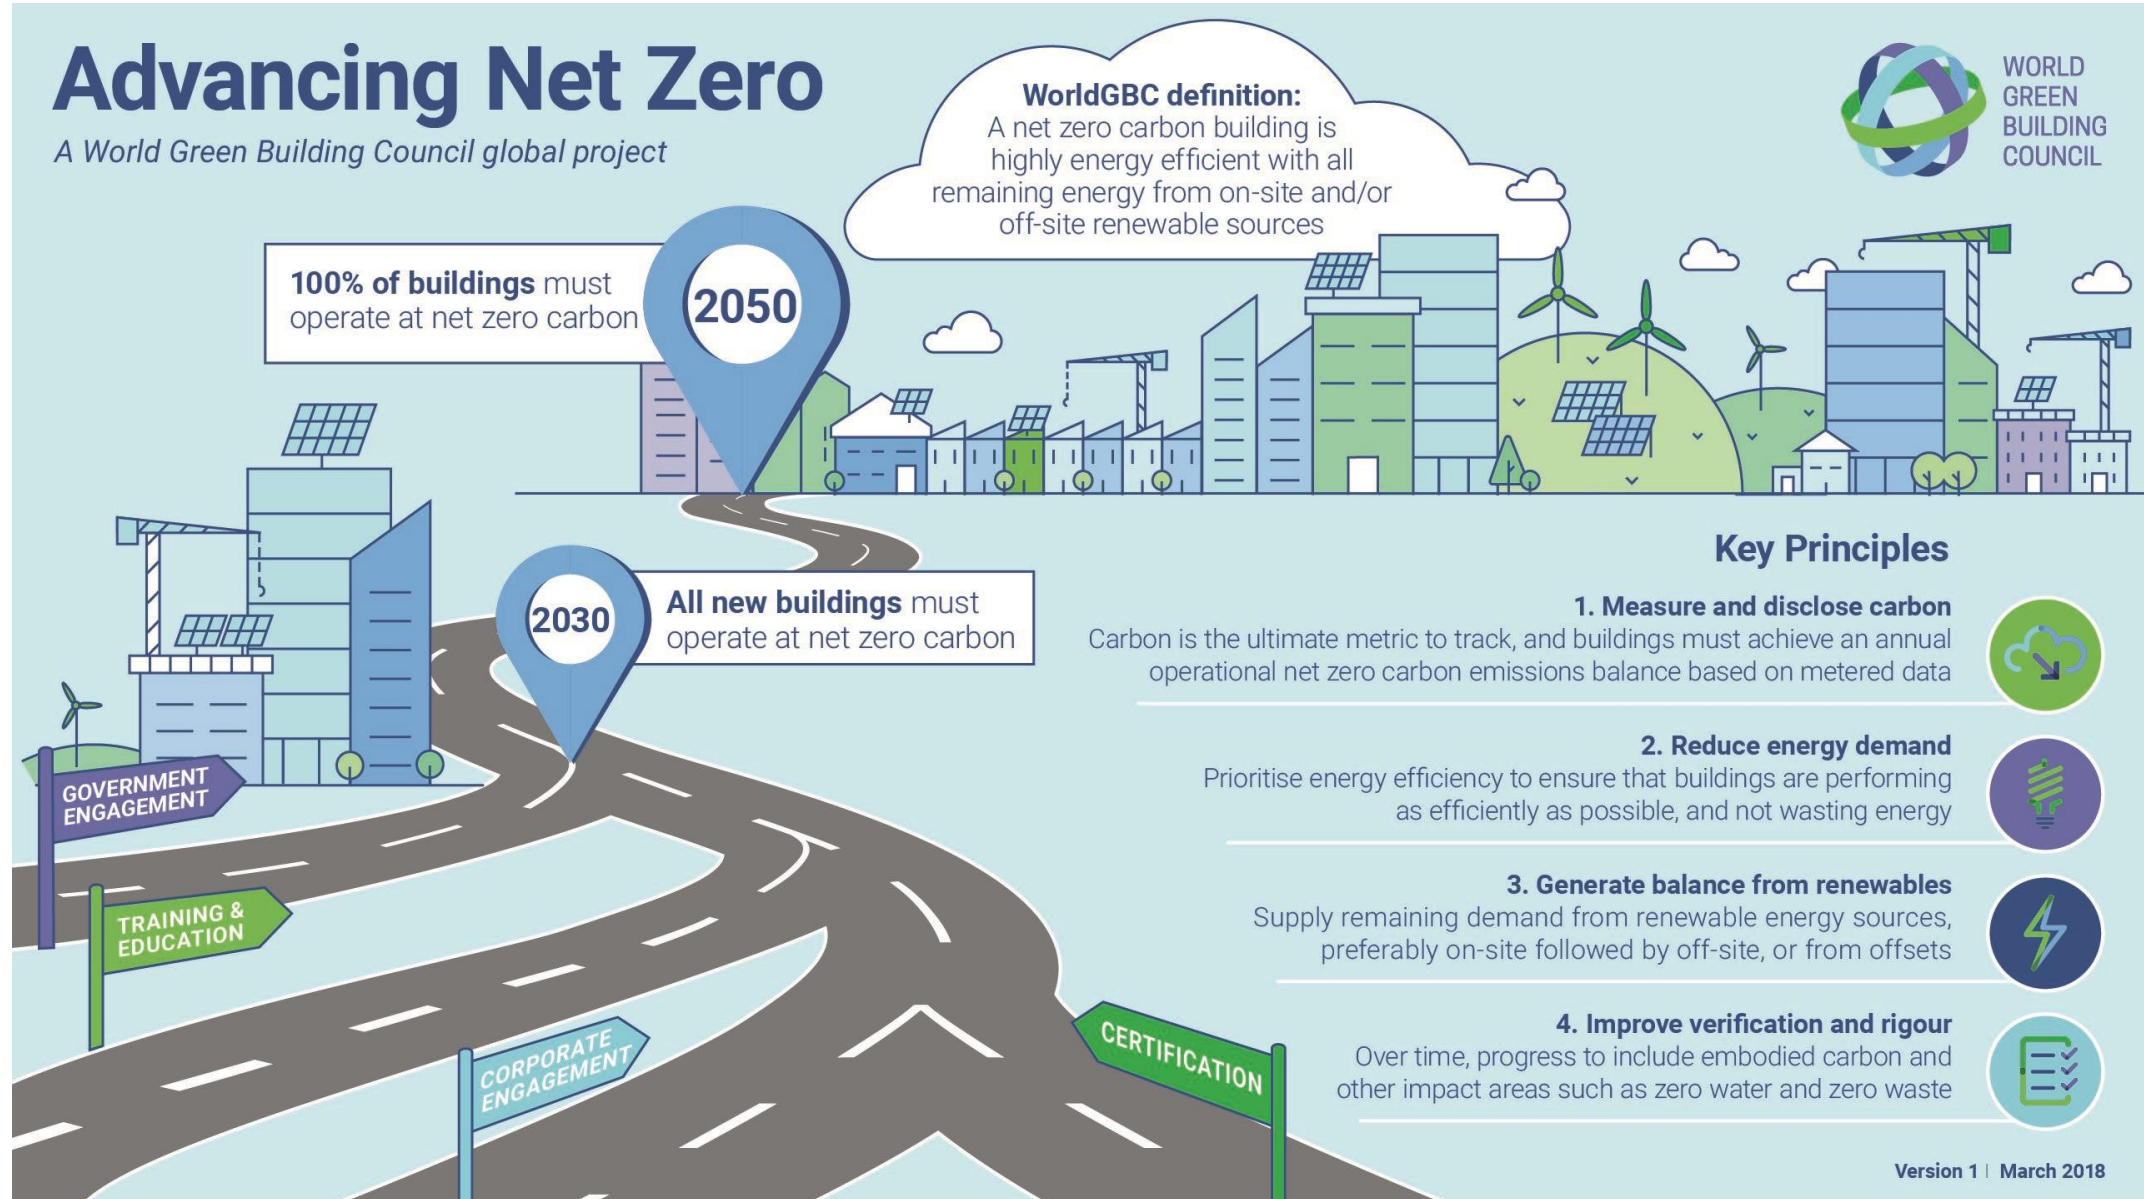 Advancing Net Zero
A World Green Building Council global project
WorldGBC definition:
A net zero carbon building is
highly energy efficient with all
remaining energy from on-site and/or
off-site renewable sources
WORLD
GREEN
BUILDING
COUNCIL
100% of buildings must
operate at net zero carbon
2050
2030
All new buildings must
operate at net zero carbon
GOVERNMENT
ENGAGEMENT
TRAINING &
EDUCATION
CORPORATE
ENGAGEMENT
CERTIFICATION
Key Principles
1. Measure and disclose carbon
Carbon is the ultimate metric to track, and buildings must achieve an annual
operational net zero carbon emissions balance based on metered data
2. Reduce energy demand
Prioritise energy efficiency to ensure that buildings are performing
as efficiently as possible, and not wasting energy
3. Generate balance from renewables
Supply remaining demand from renewable energy sources,
preferably on-site followed by off-site, or from offsets
4. Improve verification and rigour
Over time, progress to include embodied carbon and
other impact areas such as zero water and zero waste
Version 1 | March 2018